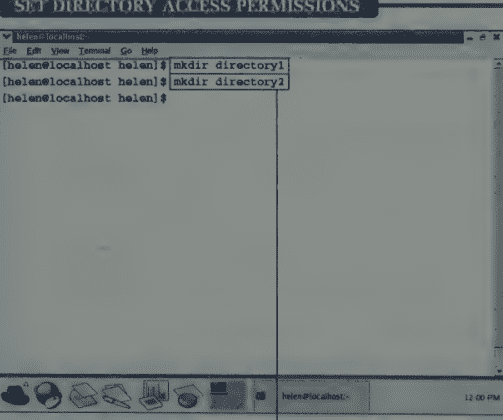 SET DIRECTORY ACCESS PERMISSIONS
helen@localhost:~
File Edit View Terminal Go Help
[helen@localhost helen]$ mkdir directory1
[helen@localhost helen]$ mkdir directory2
[helen@localhost helen]$
helen@localhost:~ 12:00 PM